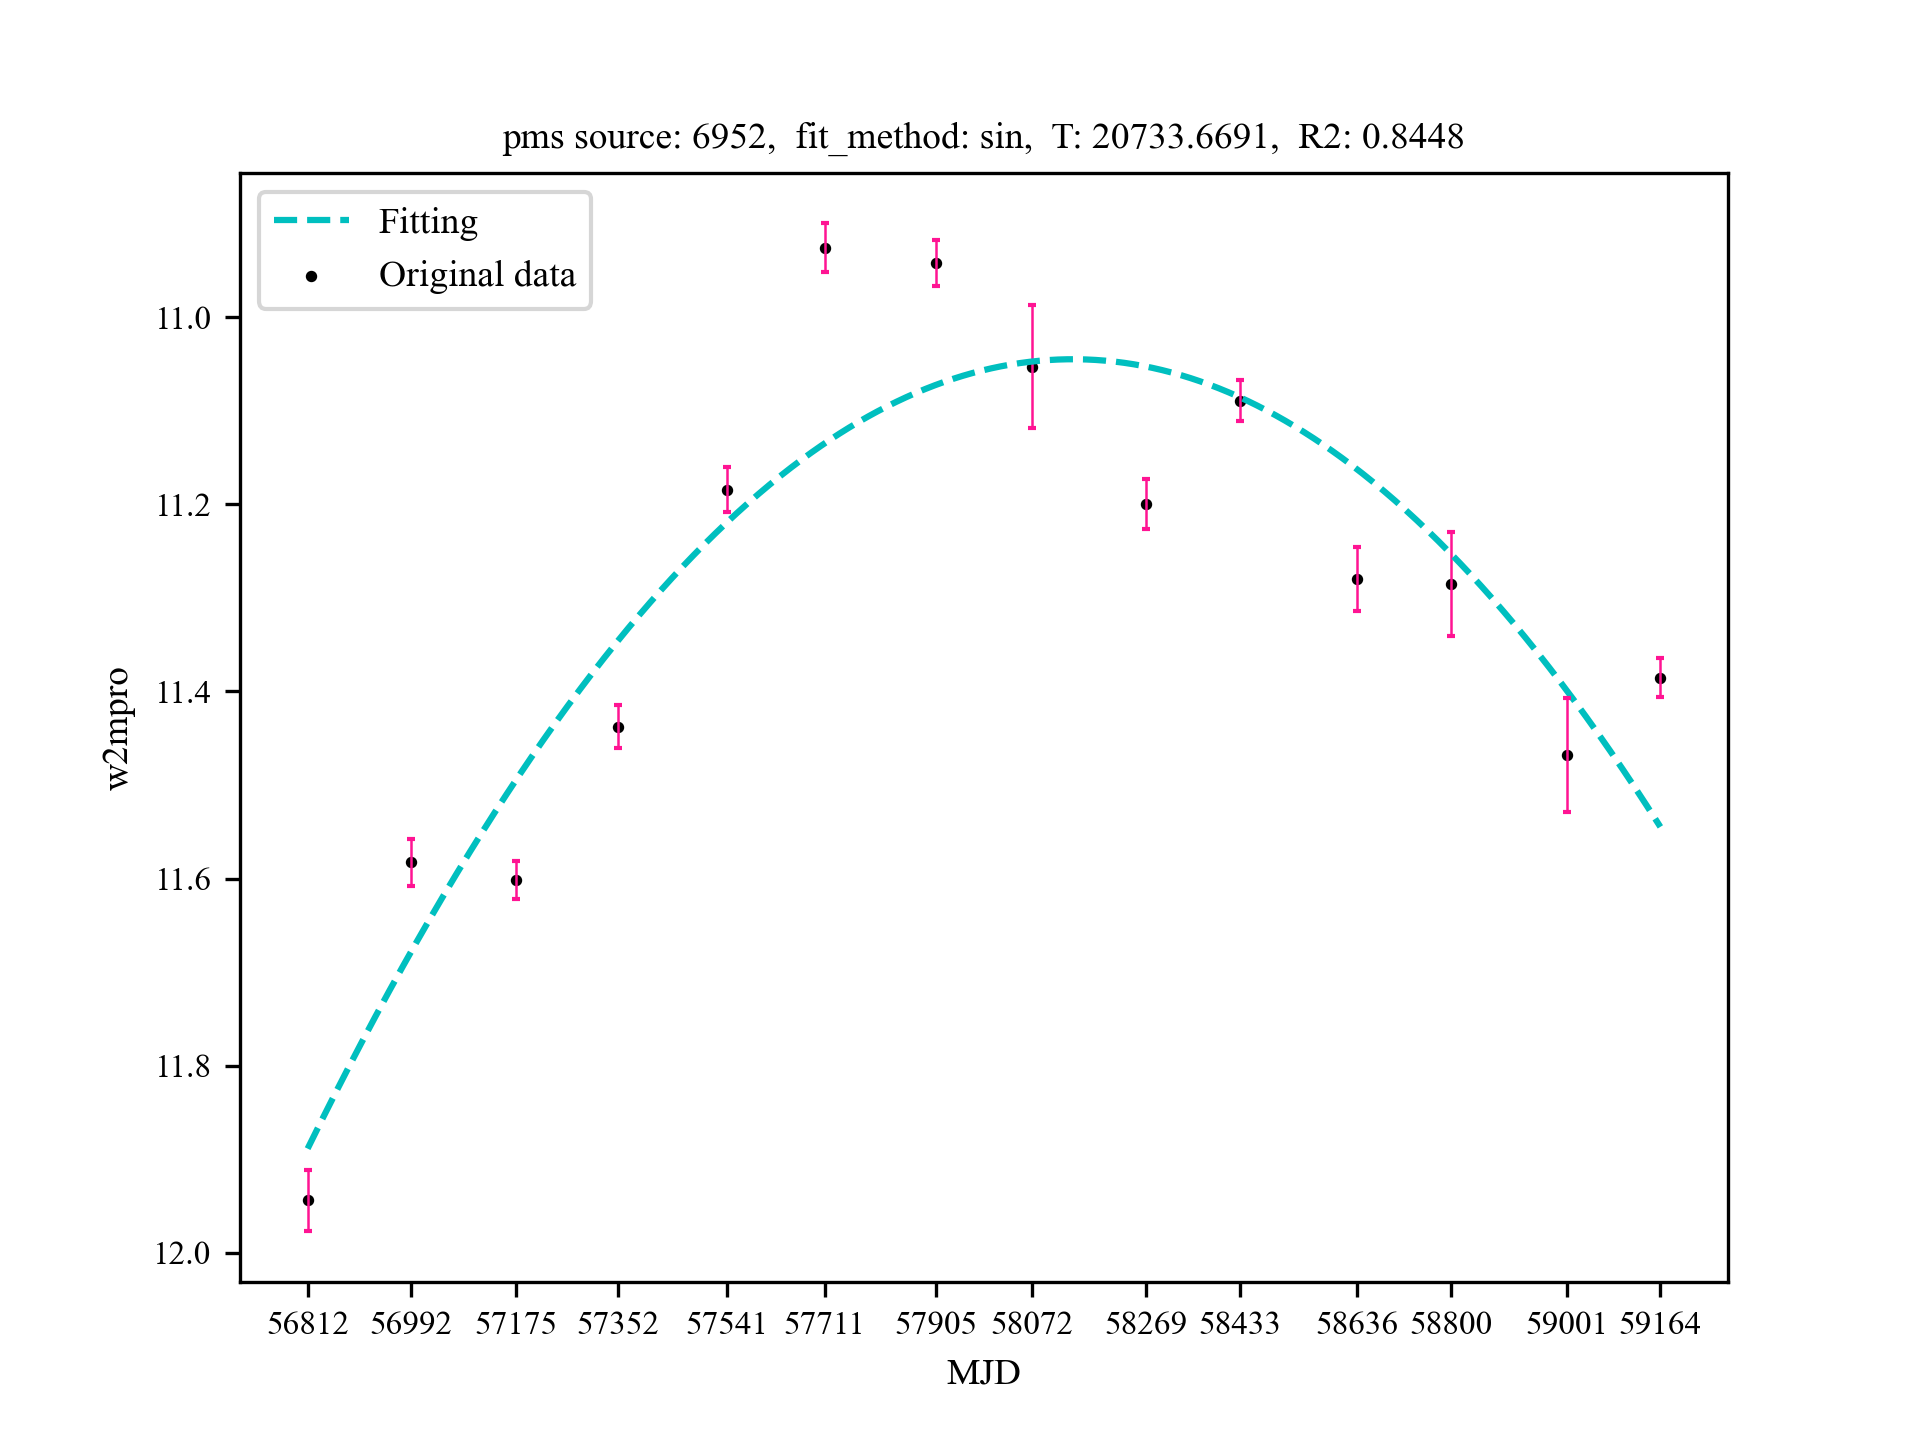 pms source: 6952,  fit_method: sin,  T: 20733.6691,  R2: 0.8448
Fitting
Original data
11.0
11.2
11.4
11.6
11.8
12.0
w2mpro
56812 56992 57175 57352 57541 57711 57905 58072 58269 58433 58636 58800 59001 59164
MJD